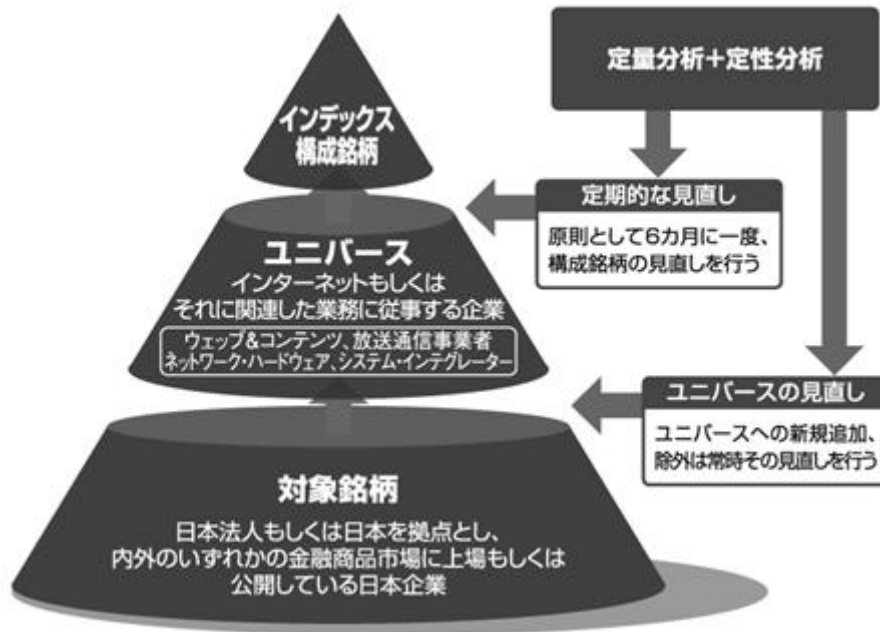 インデックス
構成銘柄
ユニバース
インターネットもしくは
それに関連した業務に従事する企業
ウェッブ&コンテンツ、放送通信事業者
ネットワーク・ハードウェア、システム・インテグレーター
対象銘柄
日本法人もしくは日本を拠点とし、
内外のいずれかの金融商品市場に上場もしくは
公開している日本企業
定量分析+定性分析
定期的な見直し
原則として6カ月に一度、
構成銘柄の見直しを行う
ユニバースの見直し
ユニバースへの新規追加、
除外は常時その見直しを行う